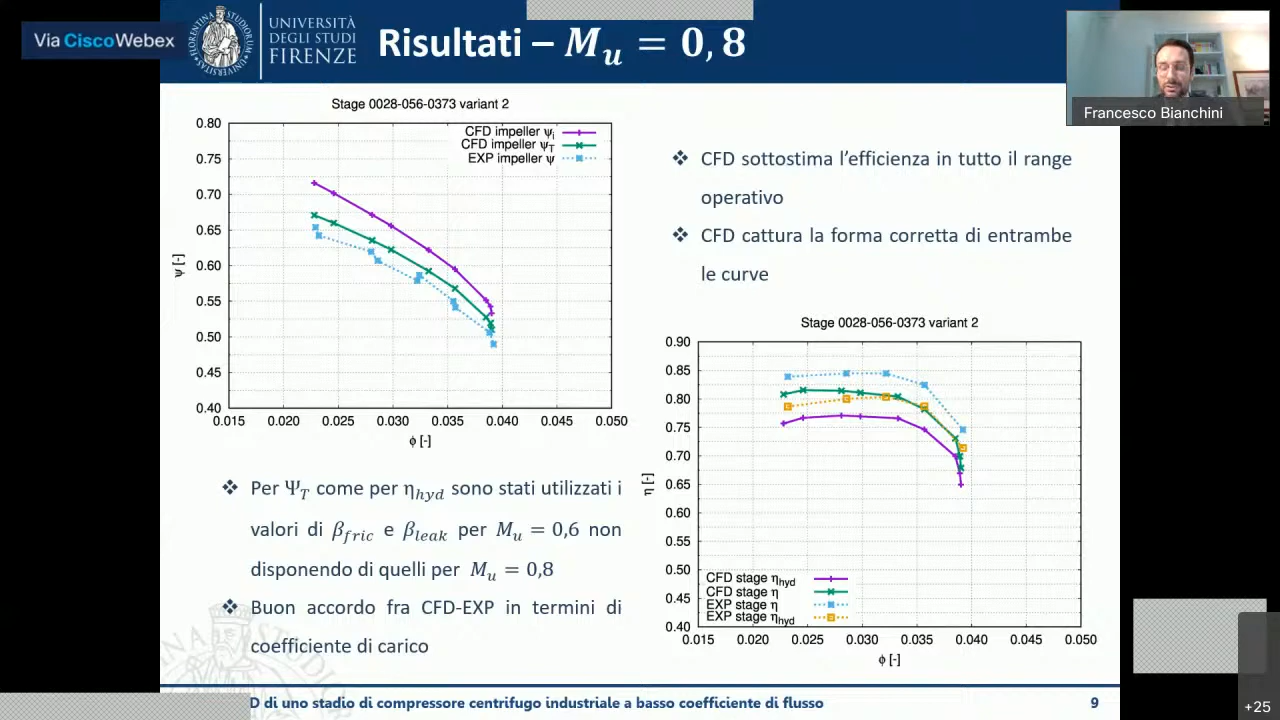 Via Cisco Webex
UNIVERSITÀ
DEGLI STUDI
FIRENZE
Risultati – Mᵤ = 0,8
Francesco Bianchini
Stage 0028-056-0373 variant 2
CFD impeller ψi
CFD impeller ψT
EXP impeller ψ
0.80
0.75
0.70
0.65
0.60
0.55
0.50
0.45
0.40
ψ [-]
0.015 0.020 0.025 0.030 0.035 0.040 0.045 0.050
ϕ [-]
❖ CFD sottostima l’efficienza in tutto il range
operativo
❖ CFD cattura la forma corretta di entrambe
le curve
❖ Per Ψ_T come per η_hyd sono stati utilizzati i
valori di β_fric e β_leak per Mᵤ = 0,6 non
disponendo di quelli per Mᵤ = 0,8
❖ Buon accordo fra CFD-EXP in termini di
coefficiente di carico
Stage 0028-056-0373 variant 2
0.90
0.85
0.80
0.75
0.70
0.65
0.60
0.55
0.50
0.45
0.40
η [-]
CFD stage ηhyd
CFD stage η
EXP stage η
EXP stage ηhyd
0.015 0.020 0.025 0.030 0.035 0.040 0.045 0.050
ϕ [-]
D di uno stadio di compressore centrifugo industriale a basso coefficiente di flusso
9
+25